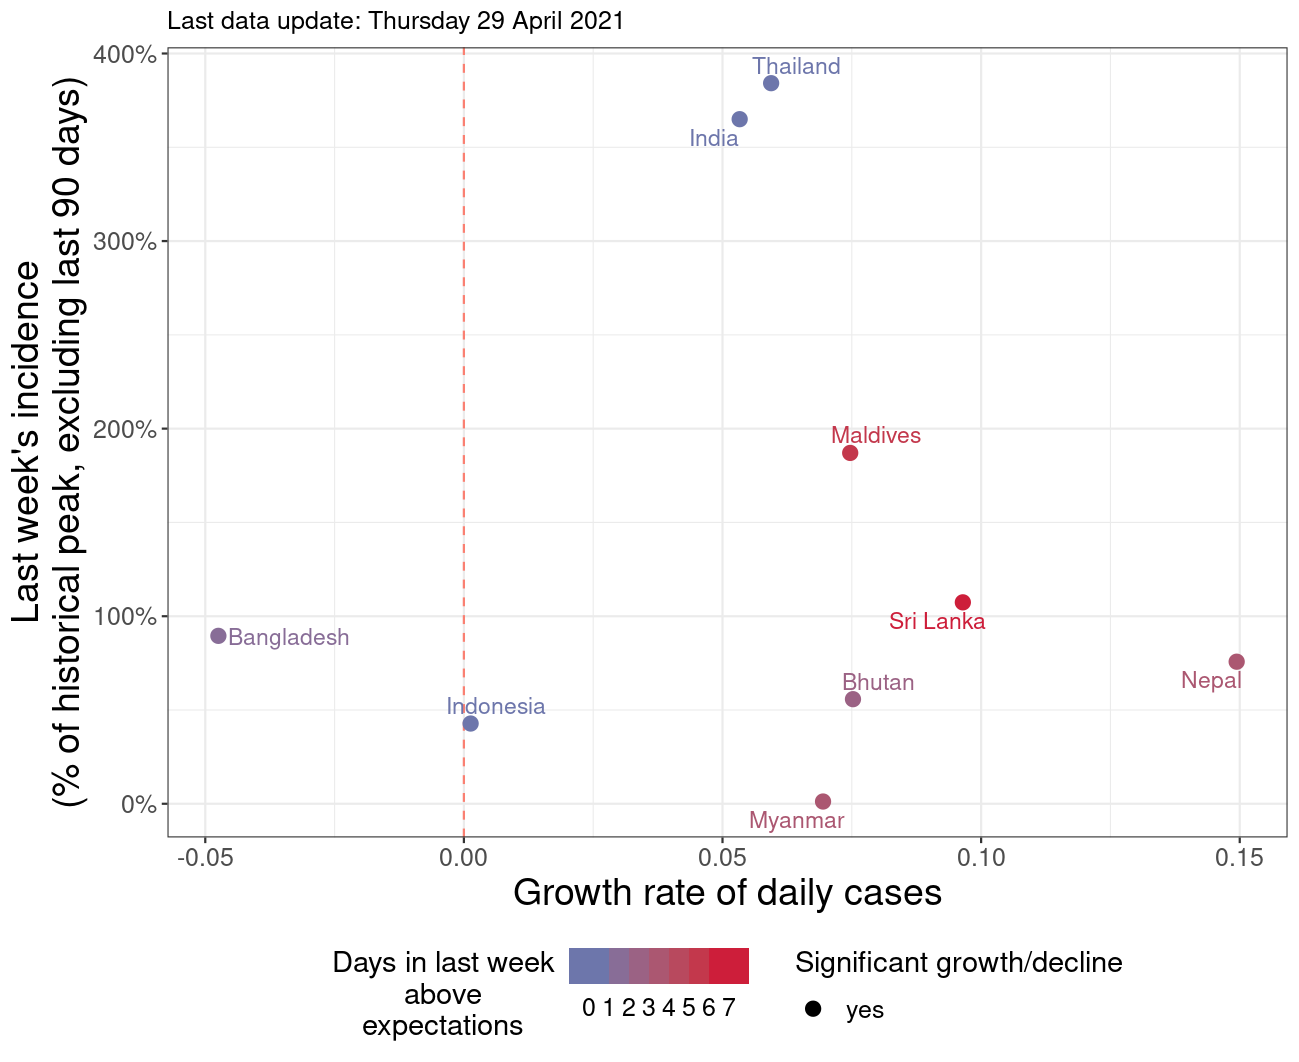 Last data update: Thursday 29 April 2021
Last week's incidence
(% of historical peak, excluding last 90 days)
400%
300%
200%
100%
0%
Thailand
India
Maldives
Sri Lanka
Bangladesh
Nepal
Bhutan
Indonesia
Myanmar
-0.05 0.00 0.05 0.10 0.15
Growth rate of daily cases
Days in last week
above
expectations
0 1 2 3 4 5 6 7
Significant growth/decline
yes